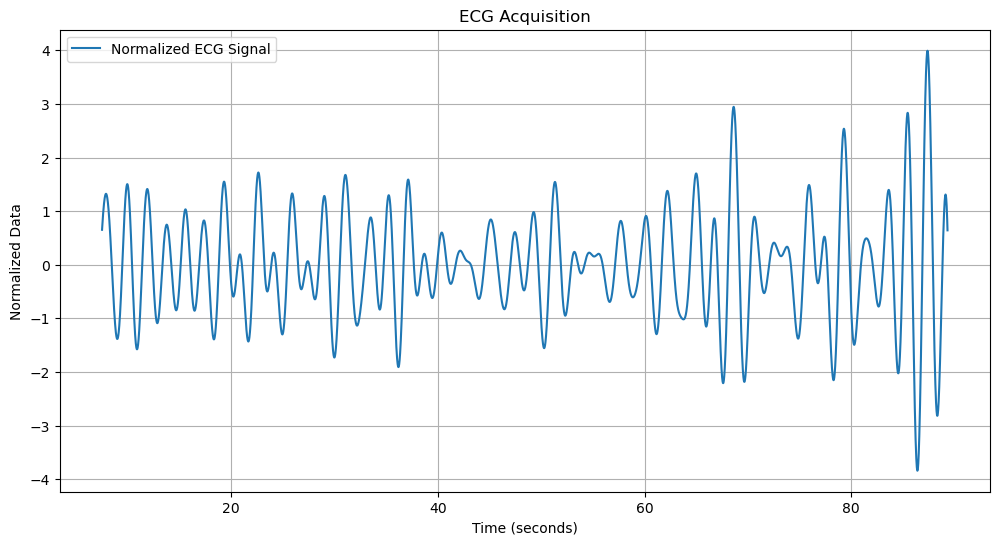 ECG Acquisition
Normalized ECG Signal
Normalized Data
4
3
2
1
0
−1
−2
−3
−4
20 40 60 80
Time (seconds)